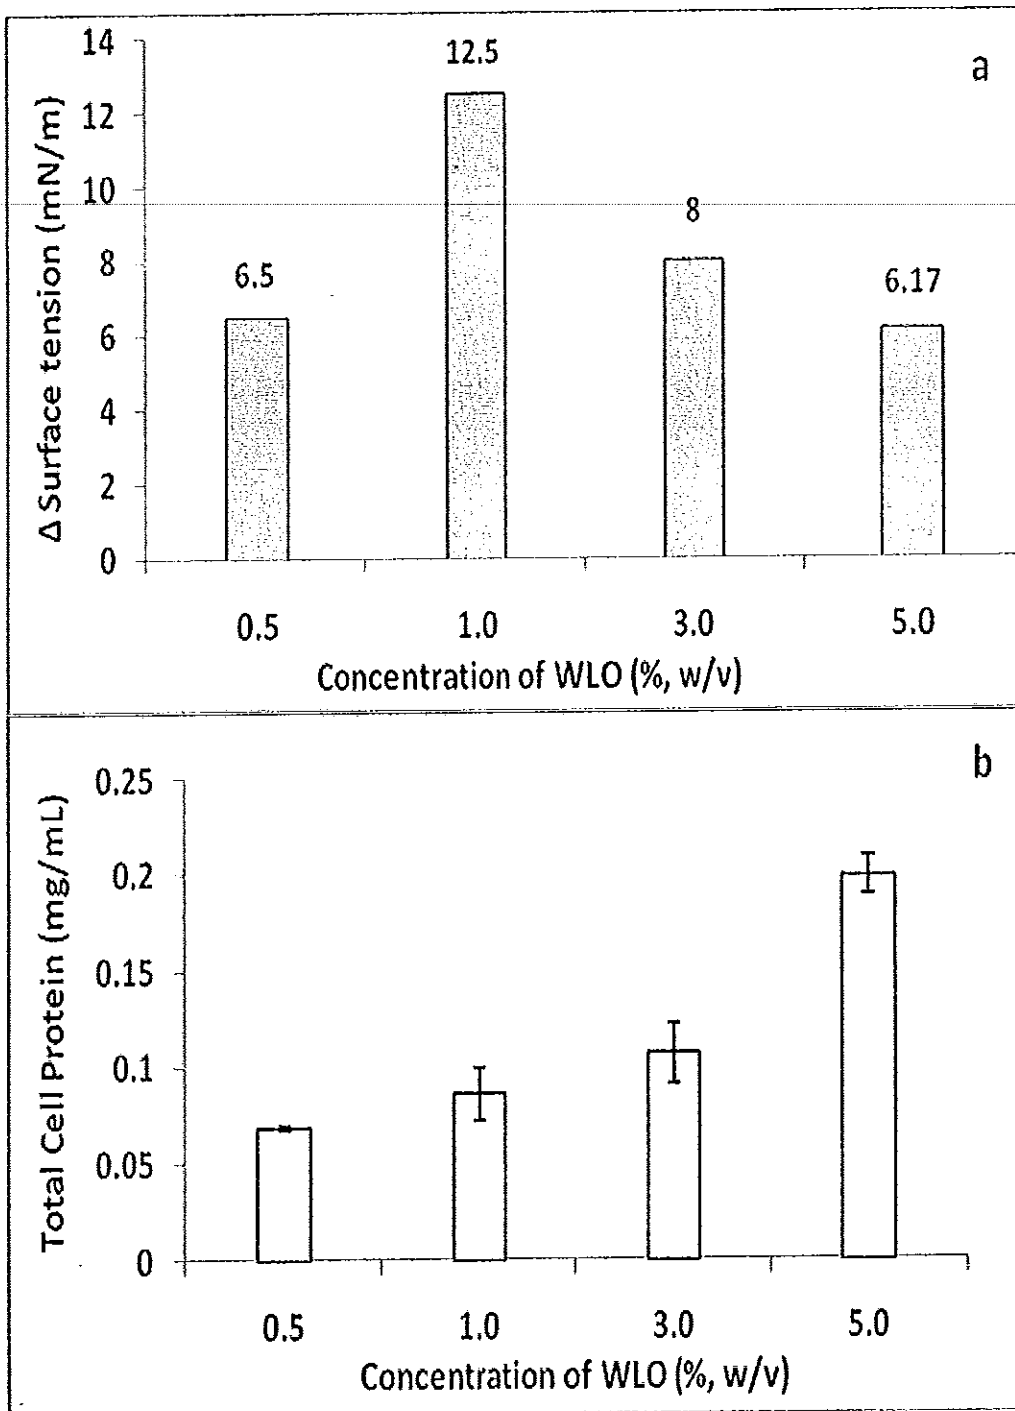 a
Δ Surface tension (mN/m)
14
12
10
8
6
4
2
0
6.5
12.5
8
6.17
0.5 1.0 3.0 5.0
Concentration of WLO (%, w/v)
b
Total Cell Protein (mg/mL)
0.25
0.2
0.15
0.1
0.05
0
0.5 1.0 3.0 5.0
Concentration of WLO (%, w/v)